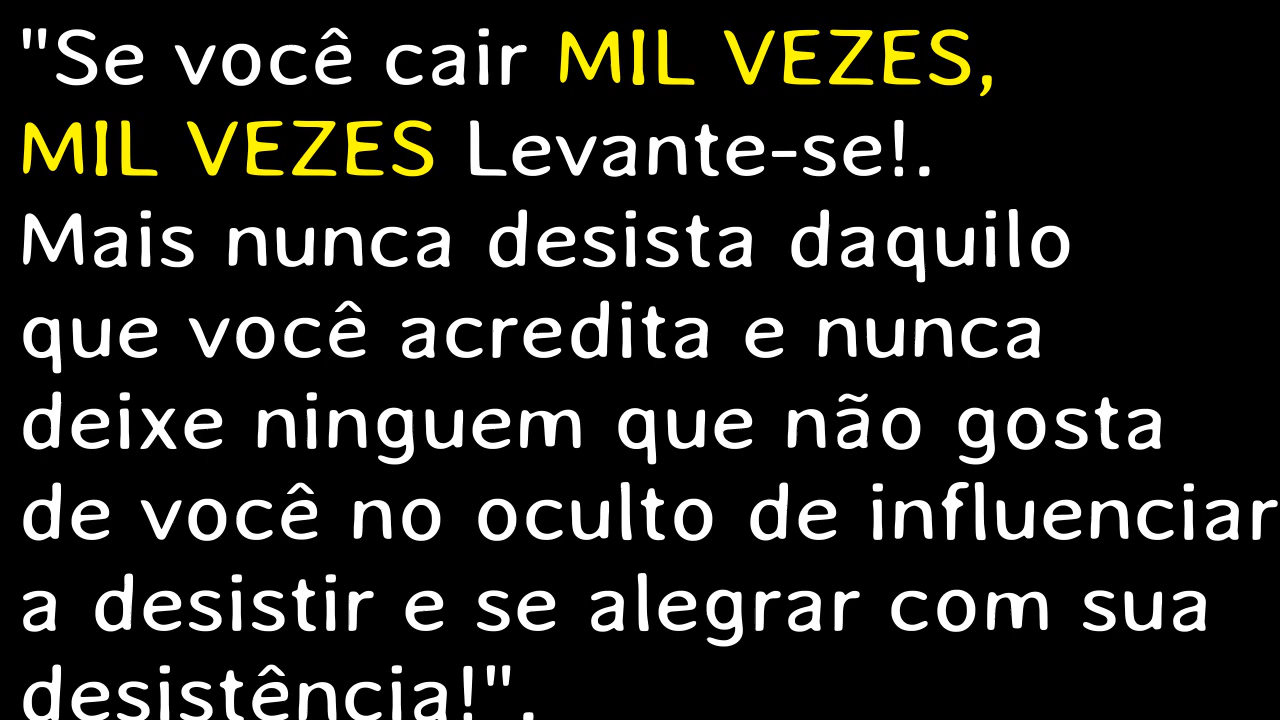 "Se você cair MIL VEZES,
MIL VEZES Levante-se!.
Mais nunca desista daquilo
que você acredita e nunca
deixe ninguem que não gosta
de você no oculto de influenciar
a desistir e se alegrar com sua
desistência!".